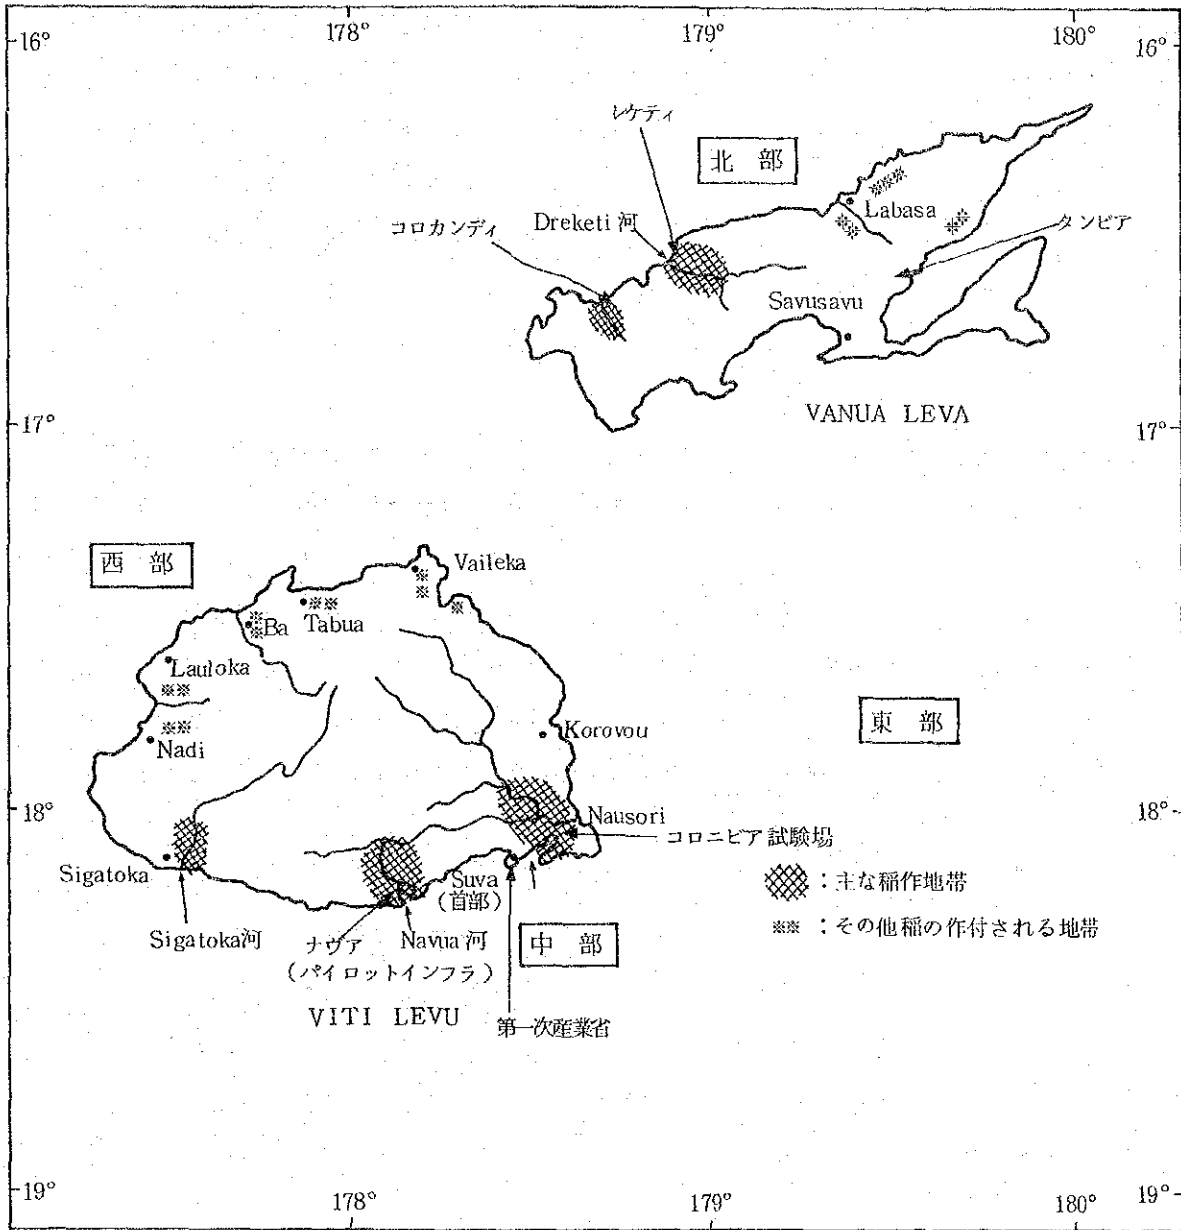 178°
179°
180°
16°
16°
レケティ
北 部
Labasa
コロカンディ
Dreketi 河
タンビア
Savusavu
VANUA LEVA
17°
17°
西 部
Vaileka
Tabua
Ba
Lautoka
東 部
Korovou
Nadi
18°
18°
Nausori
コロニビア試験場
Sigatoka
Suva
(首部)
:主な稲作地帯
※※ :その他稲の作付される地帯
Sigatoka河
ナヴア
(パイロットインフラ)
Navua 河
中 部
VITI LEVU
第一次産業省
19°
19°
178°
179°
180°